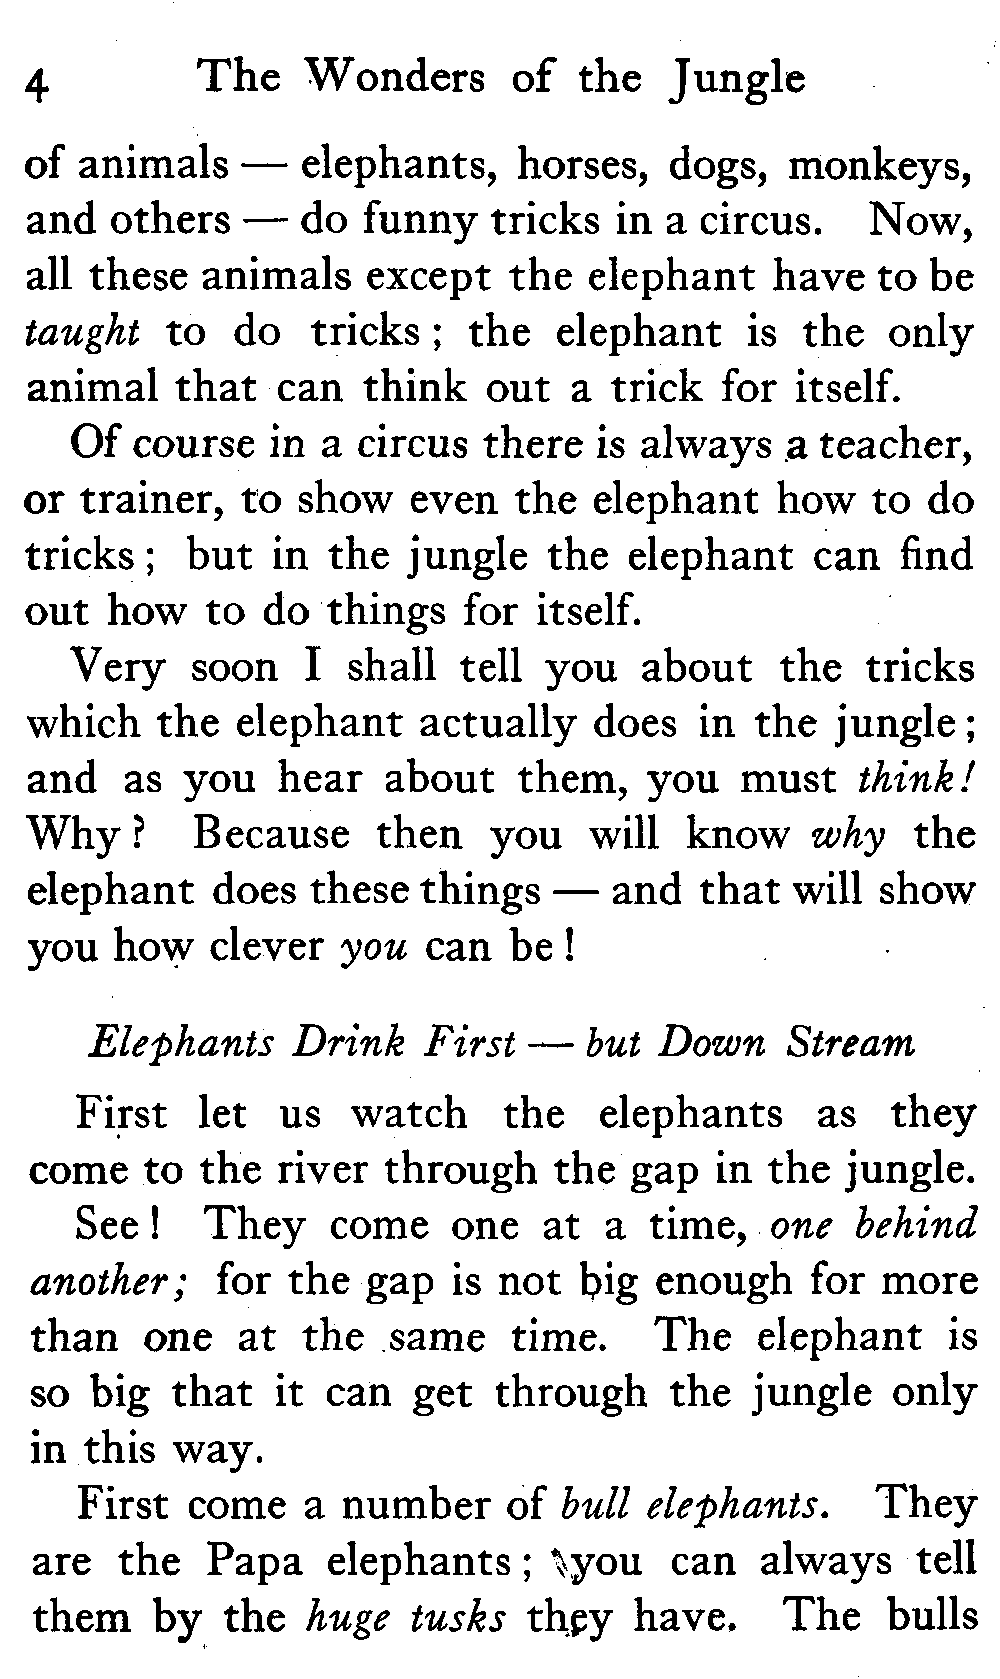 4 The Wonders of the Jungle
of animals — elephants, horses, dogs, monkeys,
and others — do funny tricks in a circus. Now,
all these animals except the elephant have to be
taught to do tricks; the elephant is the only
animal that can think out a trick for itself.
Of course in a circus there is always a teacher,
or trainer, to show even the elephant how to do
tricks; but in the jungle the elephant can find
out how to do things for itself.
Very soon I shall tell you about the tricks
which the elephant actually does in the jungle;
and as you hear about them, you must think!
Why? Because then you will know why the
elephant does these things — and that will show
you how clever you can be!
Elephants Drink First — but Down Stream
First let us watch the elephants as they
come to the river through the gap in the jungle.
See! They come one at a time, one behind
another; for the gap is not big enough for more
than one at the same time. The elephant is
so big that it can get through the jungle only
in this way.
First come a number of bull elephants. They
are the Papa elephants; you can always tell
them by the huge tusks they have. The bulls